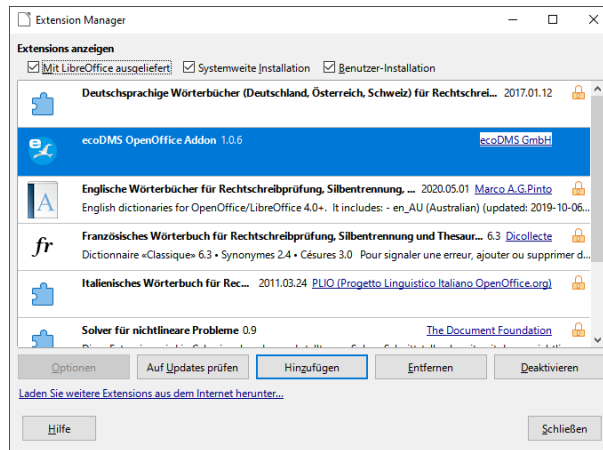 Extension Manager
Extensions anzeigen
Mit LibreOffice ausgeliefert Systemweite Installation Benutzer-Installation
Deutschsprachige Wörterbücher (Deutschland, Österreich, Schweiz) für Rechtschrei... 2017.01.12
ecoDMS OpenOffice Addon 1.0.6 ecoDMS GmbH
Englische Wörterbücher für Rechtschreibprüfung, Silbentrennung, ... 2020.05.01 Marco A.G.Pinto
English dictionaries for OpenOffice/LibreOffice 4.0+. It includes: - en_AU (Australian) (updated: 2019-10-06...
Französisches Wörterbuch für Rechtschreibprüfung, Silbentrennung und Thesaur... 6.3 Dicollecte
Dictionnaire «Classique» 6.3 • Synonymes 2.4 • Césures 3.0 Pour signaler une erreur, ajouter ou supprimer d...
Italienisches Wörterbuch für Rec... 2011.03.24 PLIO (Progetto Linguistico Italiano OpenOffice.org)
Solver für nichtlineare Probleme 0.9 The Document Foundation
Optionen Auf Updates prüfen Hinzufügen Entfernen Deaktivieren
Laden Sie weitere Extensions aus dem Internet herunter...
Hilfe Schließen